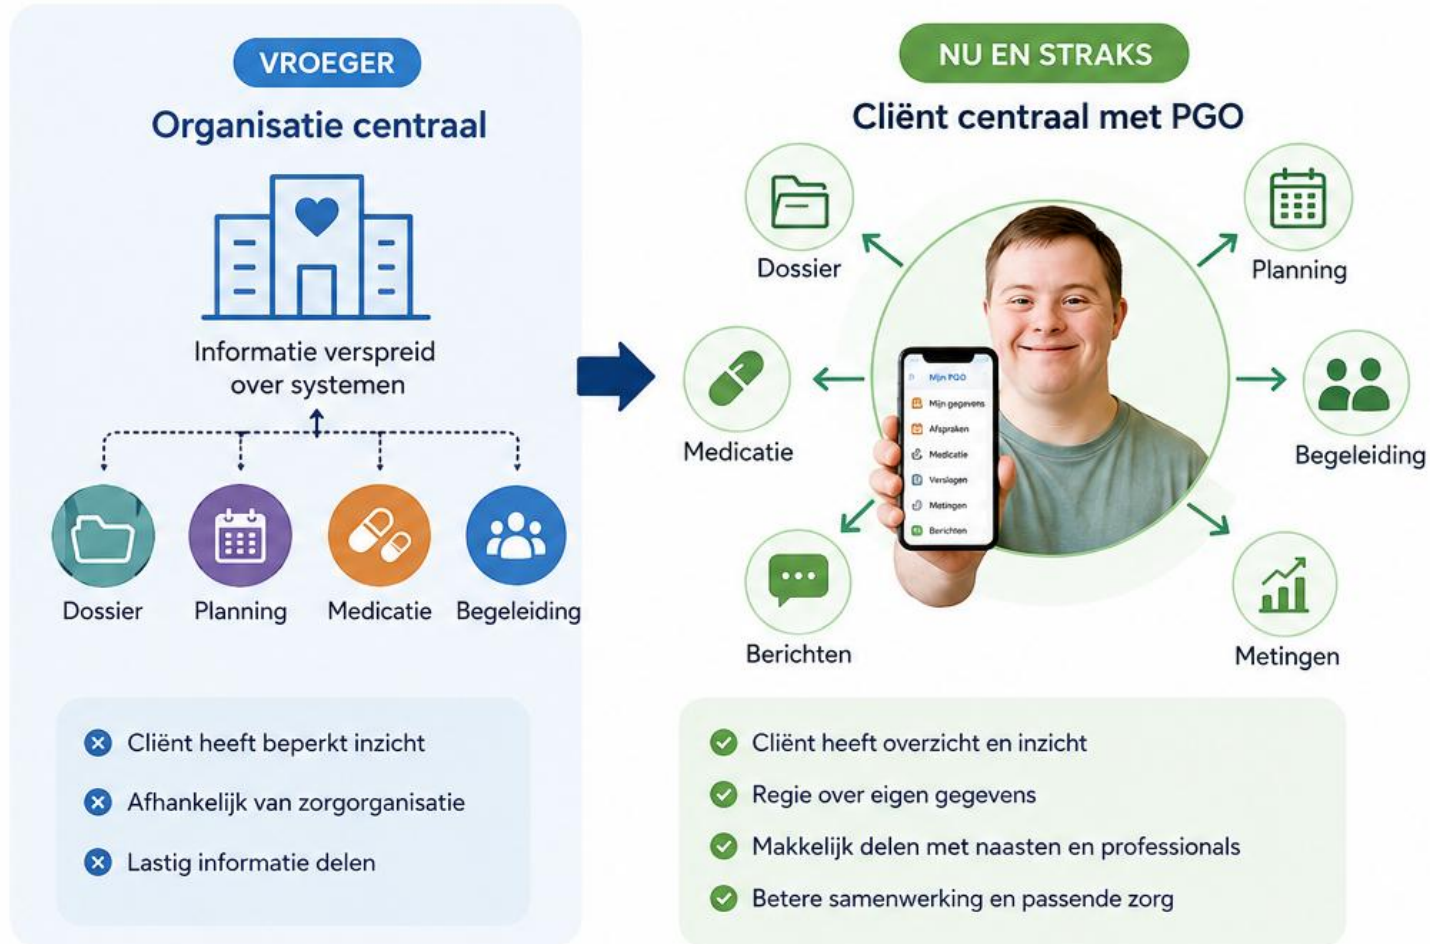 VROEGER
Organisatie centraal
Informatie verspreid
over systemen
Dossier
Planning
Medicatie
Begeleiding
Cliënt heeft beperkt inzicht
Afhankelijk van zorgorganisatie
Lastig informatie delen
NU EN STRAKS
Cliënt centraal met PGO
Dossier
Planning
Medicatie
Begeleiding
Berichten
Metingen
Mijn PGO
Mijn gegevens
Afspraken
Medicatie
Verslagen
Metingen
Berichten
Cliënt heeft overzicht en inzicht
Regie over eigen gegevens
Makkelijk delen met naasten en professionals
Betere samenwerking en passende zorg